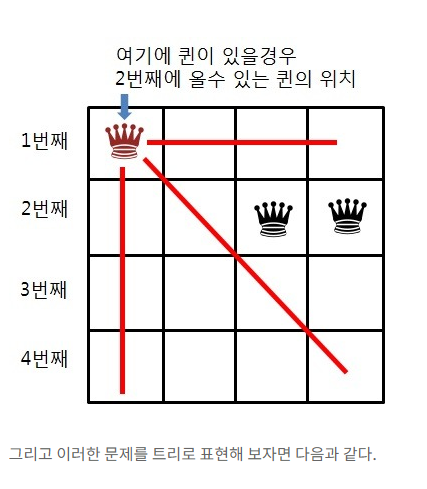 여기에 퀸이 있을경우
2번째에 올수 있는 퀸의 위치
1번째
2번째
3번째
4번째
그리고 이러한 문제를 트리로 표현해 보자면 다음과 같다.